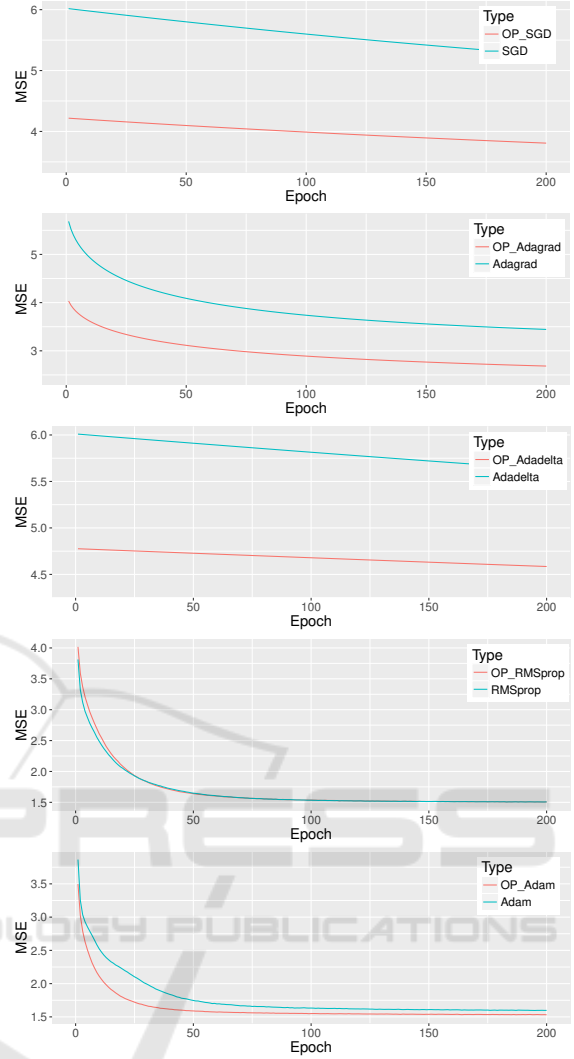 6
5
4
MSE
Type
OP_SGD
SGD
0 50 100 150 200
Epoch
5
4
3
MSE
Type
OP_Adagrad
Adagrad
0 50 100 150 200
Epoch
6.0
5.5
5.0
4.5
MSE
Type
OP_Adadelta
Adadelta
0 50 100 150 200
Epoch
4.0
3.5
3.0
2.5
2.0
1.5
MSE
Type
OP_RMSprop
RMSprop
0 50 100 150 200
Epoch
PRESS
3.5
3.0
2.5
2.0
1.5
MSE
Type
OP_Adam
Adam
OLOGY PUBLICATIONS
0 50 100 150 200
Epoch